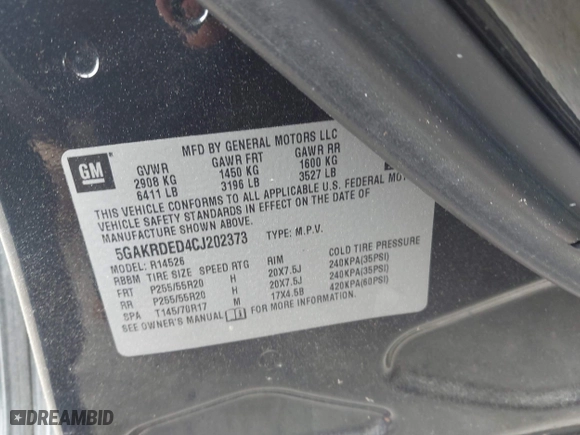 MFD BY GENERAL MOTORS LLC
GM
GVWR GAWR FRT GAWR RR
2908 KG 1450 KG 1600 KG
6411 LB 3196 LB 3527 LB
THIS VEHICLE CONFORMS TO ALL APPLICABLE U.S. FEDERAL MOT
VEHICLE SAFETY STANDARDS IN EFFECT ON THE DATE OF
MANUFACTURE SHOWN ABOVE.
5GAKRDED4CJ202373 TYPE: M.P.V.
MODEL: R14526
RBBM TIRE SIZE SPEED RTG RIM COLD TIRE PRESSURE
FRT P255/55R20 H 20X7.5J 240KPA(35PSI)
RR P255/55R20 H 20X7.5J 240KPA(35PSI)
SPA T145/70R17 M 17X4.5B 420KPA(60PSI)
SEE OWNER'S MANUAL FOR MORE INFORMATION.
DREAMBID